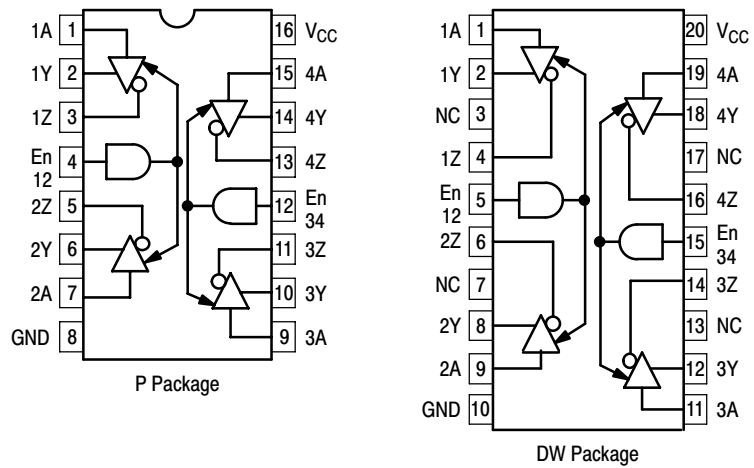 1A 1
1Y 2
1Z 3
En 12 4
2Z 5
2Y 6
2A 7
GND 8
16 VCC
15 4A
14 4Y
13 4Z
12 En 34
11 3Z
10 3Y
9 3A
P Package
1A 1
1Y 2
NC 3
1Z 4
En 12 5
2Z 6
NC 7
2Y 8
2A 9
GND 10
20 VCC
19 4A
18 4Y
17 NC
16 4Z
15 En 34
14 3Z
13 NC
12 3Y
11 3A
DW Package